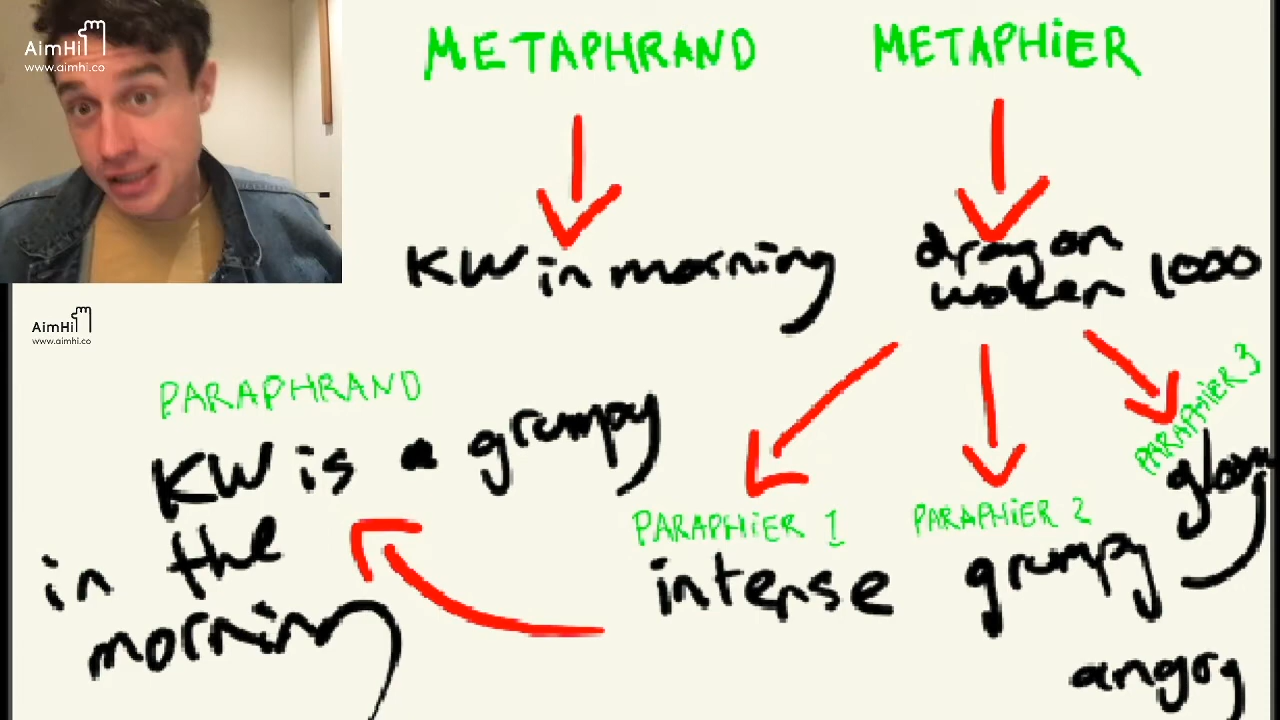 AimHi
www.aimhi.co
METAPHRAND
METAPHiER
KW in morning
dragon
woken 1000
AimHi
www.aimhi.co
PARAPHRAND
KW is a grumpy
in the
morning
PARAPHiER 1
intense
PARAPHiER 2
grumpy
PARAPHiER 3
angry